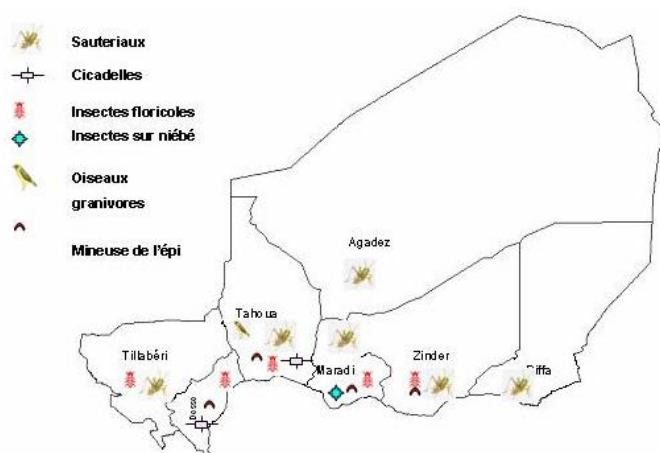 Sauteriaux
Cicadelles
Insectes floricoles
Insectes sur niébé
Oiseaux
granivores
Mineuse de l'épi
Agadez
Tahoua
Tillabéri
Maradi
Zinder
Diffa
Dosso